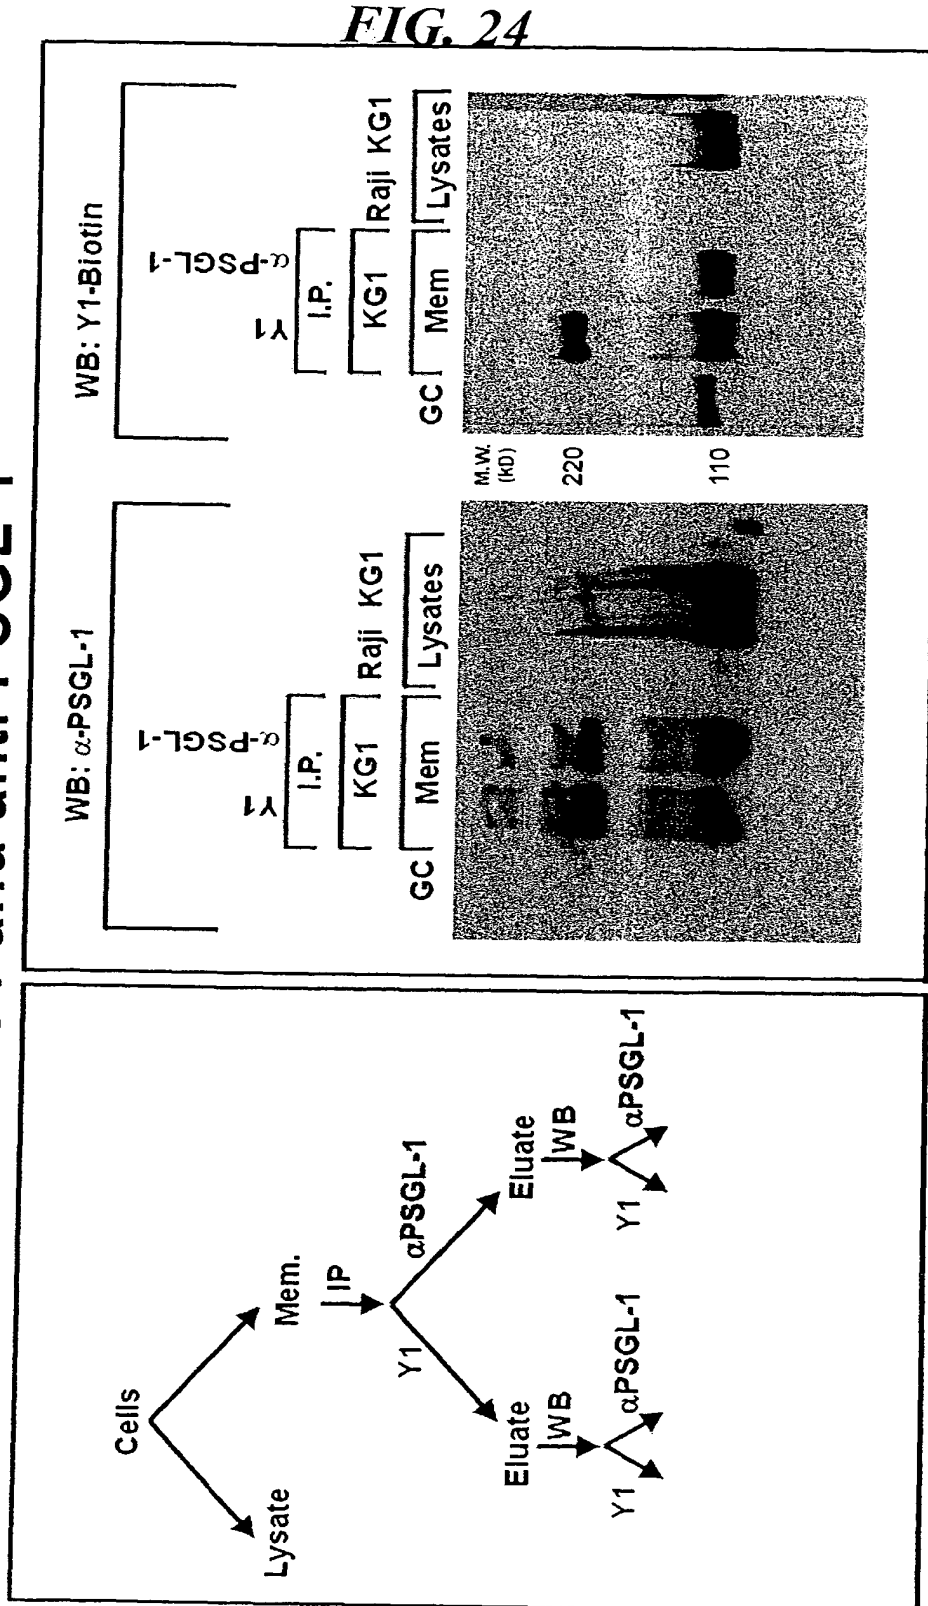 FIG. 24
Cells
Lysate
Mem.
IP
Y1
αPSGL-1
Eluate
Eluate
WB
WB
Y1
αPSGL-1
Y1
αPSGL-1
WB: α-PSGL-1
Y1
α-PSGL-1
I.P.
KG1
Raji KG1
GC
Mem
Lysates
M.W.
(kD)
220
110
WB: Y1-Biotin
Y1
α-PSGL-1
I.P.
KG1
Raji KG1
GC
Mem
Lysates